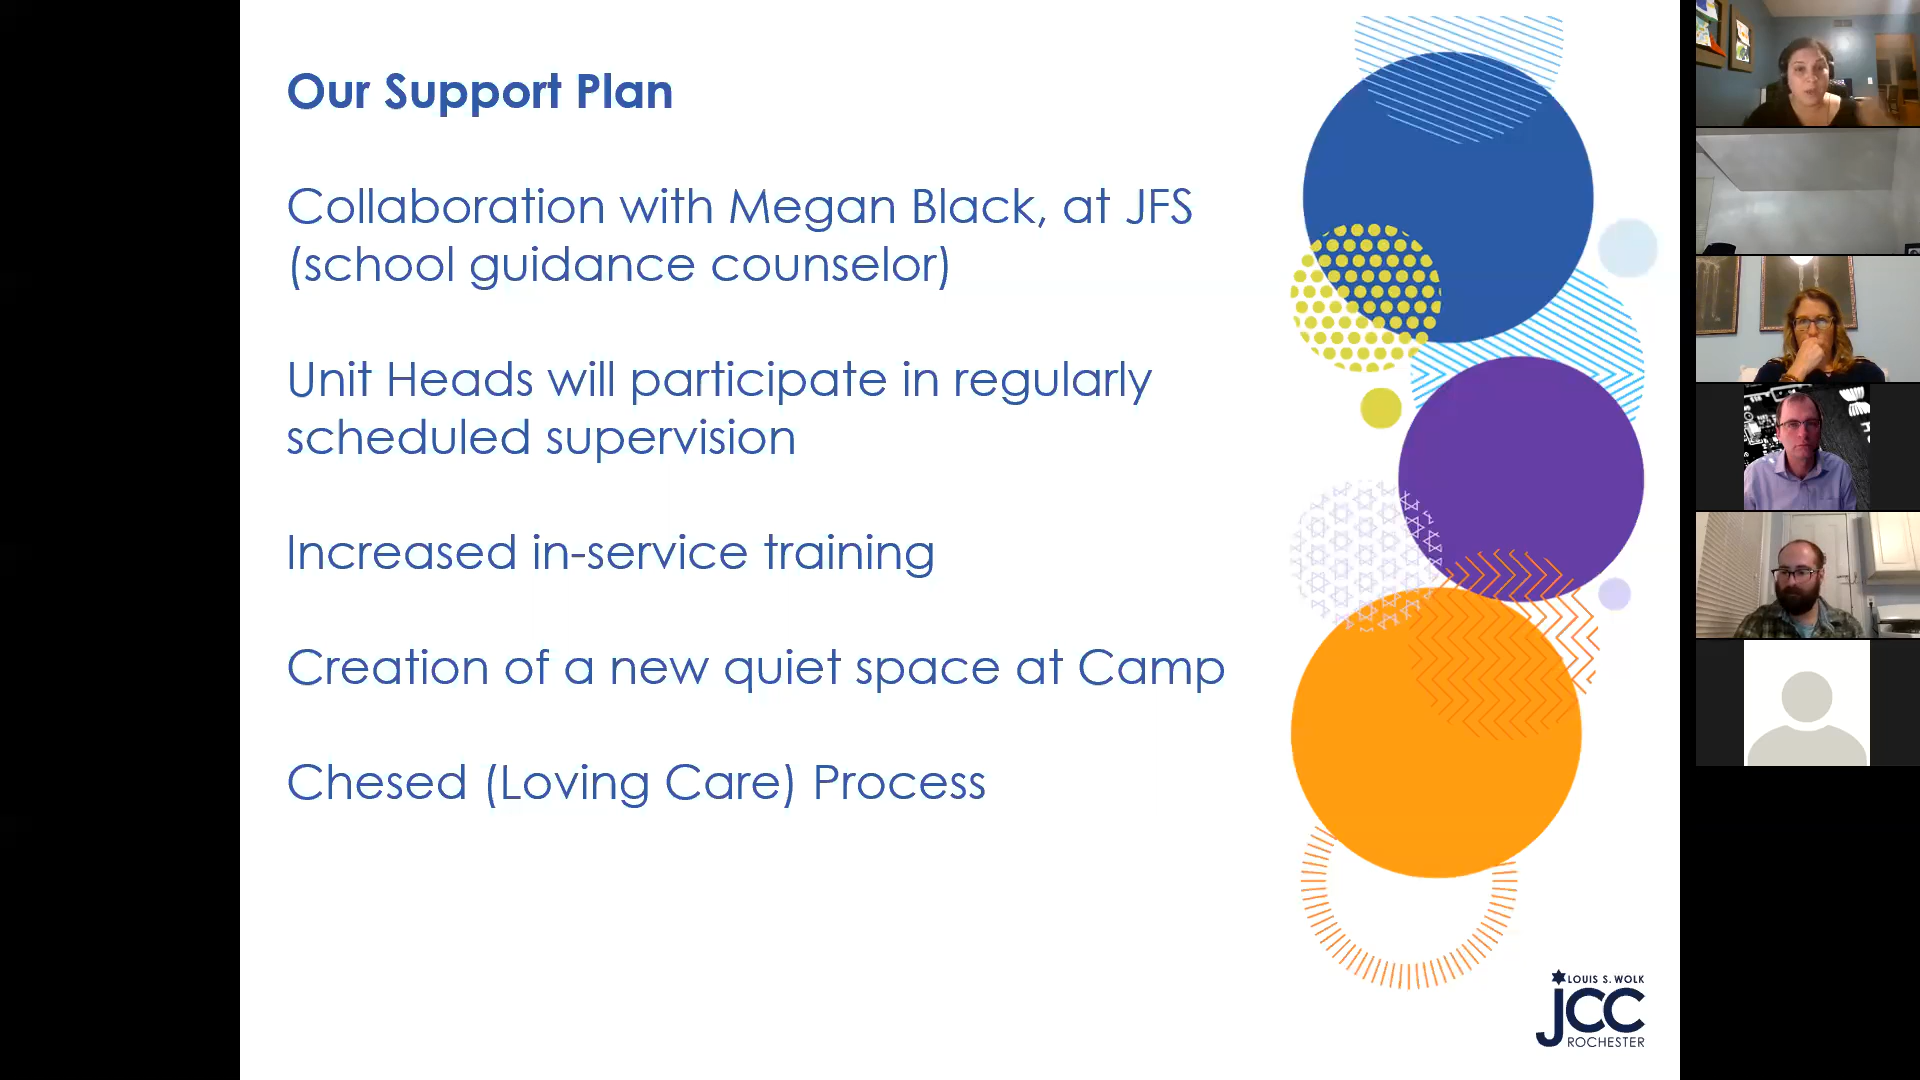 Our Support Plan
Collaboration with Megan Black, at JFS
(school guidance counselor)
Unit Heads will participate in regularly
scheduled supervision
Increased in-service training
Creation of a new quiet space at Camp
Chesed (Loving Care) Process
LOUIS S. WOLK
jCC
ROCHESTER